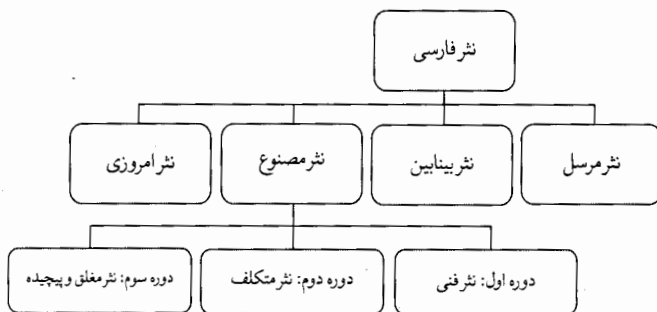 نثر فارسی
نثر مرسل
نثر بینابین
نثر مصنوع
نثر امروزی
دوره اول: نثر فنی
دوره دوم: نثر متکلف
دوره سوم: نثر مغلق و پیچیده